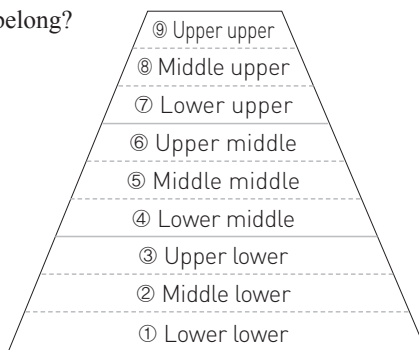 belong?
⑨ Upper upper
⑧ Middle upper
⑦ Lower upper
⑥ Upper middle
⑤ Middle middle
④ Lower middle
③ Upper lower
② Middle lower
① Lower lower